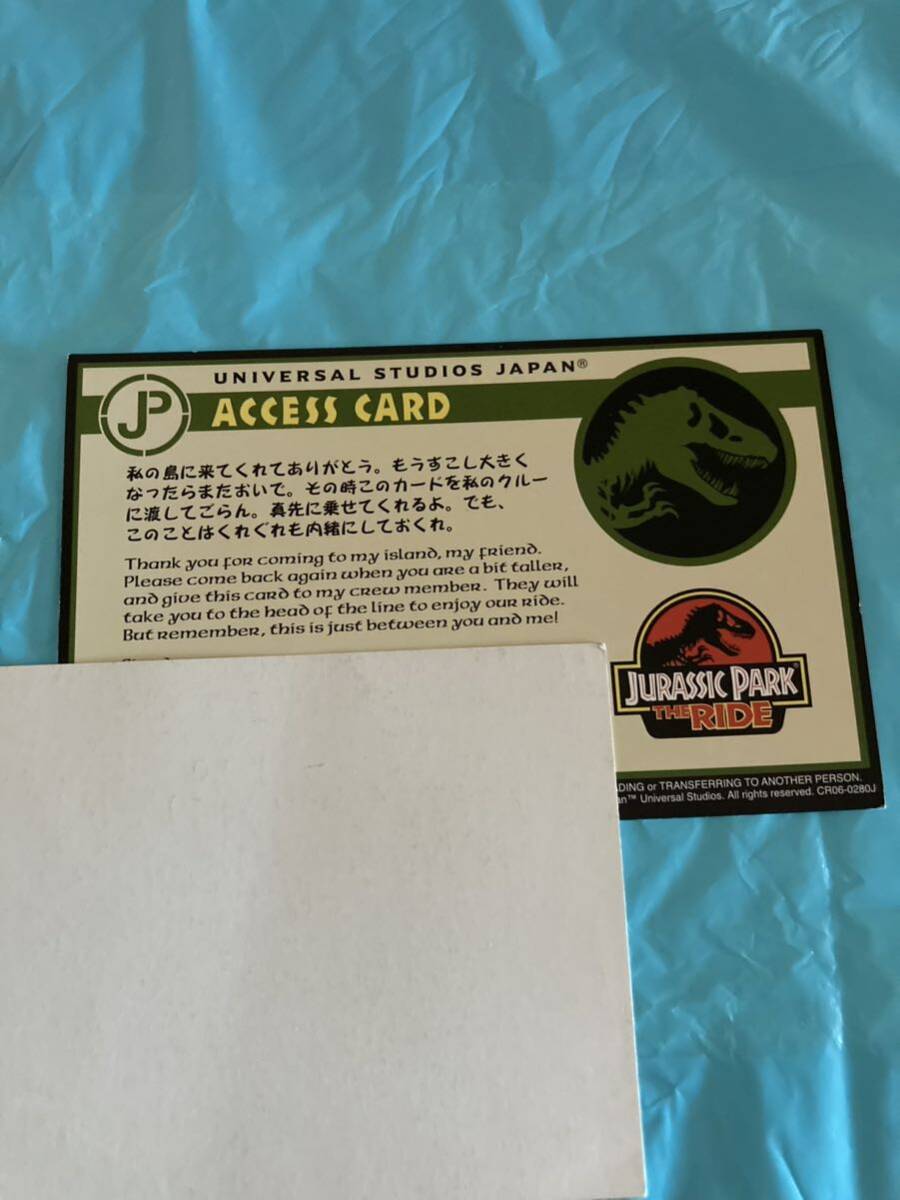 JP
UNIVERSAL STUDIOS JAPAN®
ACCESS CARD
私の島に来てくれてありがとう。もうすこし大きく
なったらまたおいで。その時このカードを私のクルー
に渡してごらん。真先に乗せてくれるよ。でも、
このことはくれぐれも内緒にしておくれ。
Thank you for coming to my island, my friend.
Please come back again when you are a bit taller,
and give this card to my crew member. They will
take you to the head of the line to enjoy our ride.
But remember, this is just between you and me!
JURASSIC PARK®
THE RIDE
or TRANSFERRING TO ANOTHER PERSON.
Universal Studios. All rights reserved. CR06-0280J